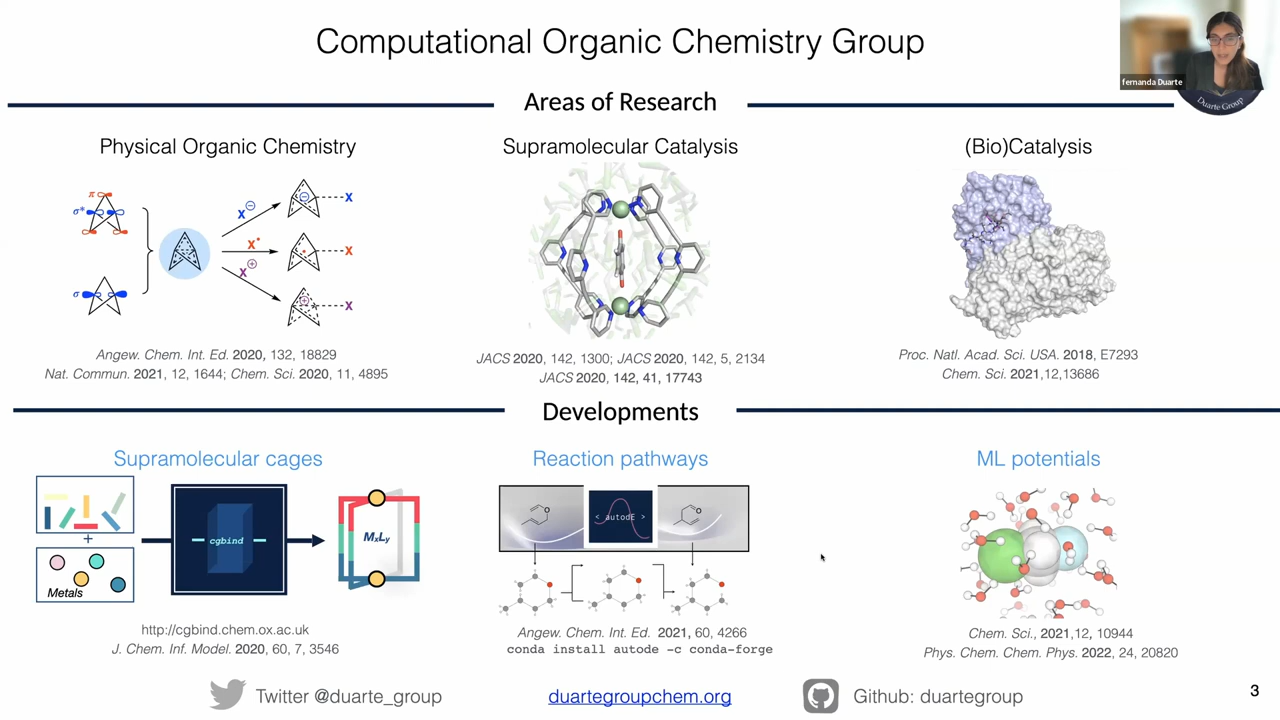 Computational Organic Chemistry Group
fernanda Duarte
Duarte Group
Areas of Research
Physical Organic Chemistry
π
σ*
σ
X⊖
X•
X⊕
X
X
X
Angew. Chem. Int. Ed. 2020, 132, 18829
Nat. Commun. 2021, 12, 1644; Chem. Sci. 2020, 11, 4895
Supramolecular Catalysis
JACS 2020, 142, 1300; JACS 2020, 142, 5, 2134
JACS 2020, 142, 41, 17743
(Bio)Catalysis
Proc. Natl. Acad. Sci. USA. 2018, E7293
Chem. Sci. 2021,12,13686
Developments
Supramolecular cages
+
Metals
cgbind
MxLy
http://cgbind.chem.ox.ac.uk
J. Chem. Inf. Model. 2020, 60, 7, 3546
Reaction pathways
O
< autodE >
O
Angew. Chem. Int. Ed. 2021, 60, 4266
conda install autode -c conda-forge
ML potentials
Chem. Sci., 2021,12, 10944
Phys. Chem. Chem. Phys. 2022, 24, 20820
Twitter @duarte_group
duartegroupchem.org
Github: duartegroup
3